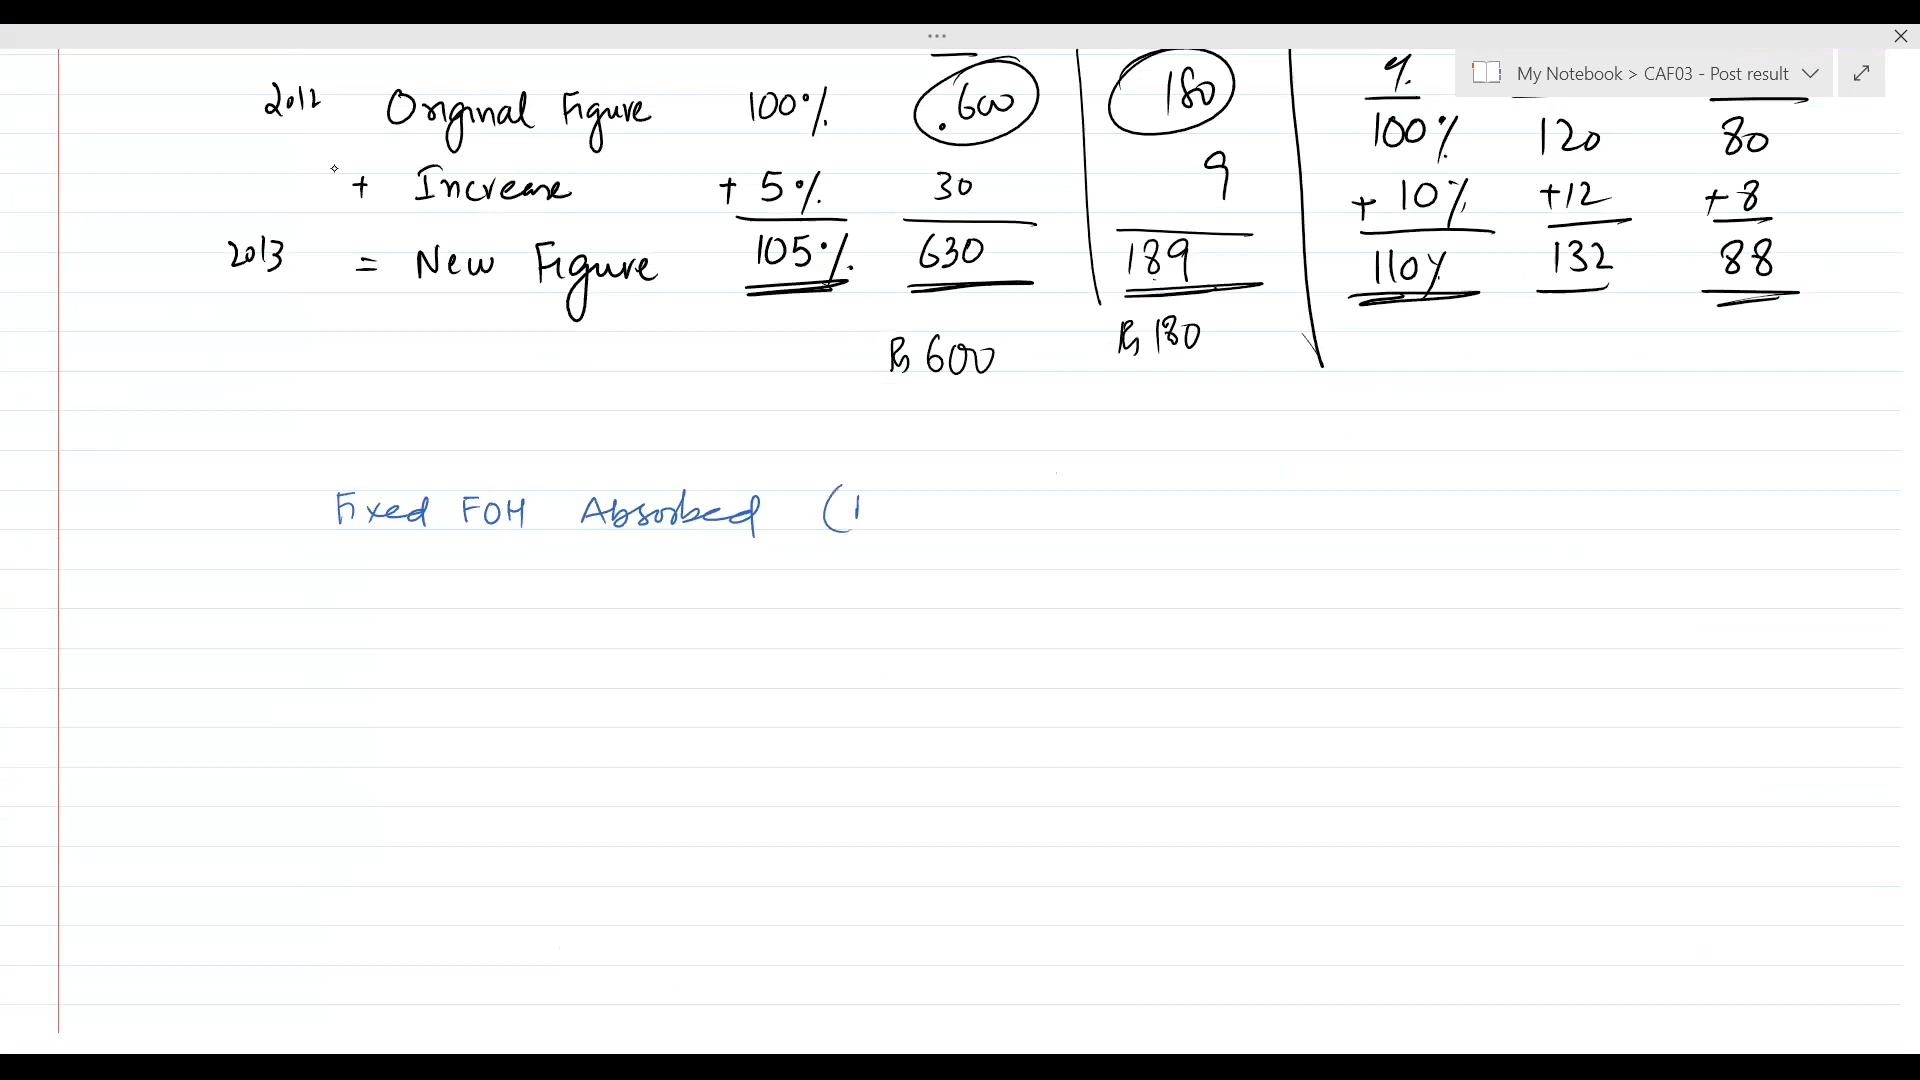 ...
My Notebook > CAF03 - Post result
%
2012 Original Figure 100% 600 180 100% 120 80
+ Increase + 5% 30 9 + 10% +12 +8
2013 = New Figure 105% 630 189 110% 132 88
Rs 600 Rs 180
Fixed FOH Absorbed (1